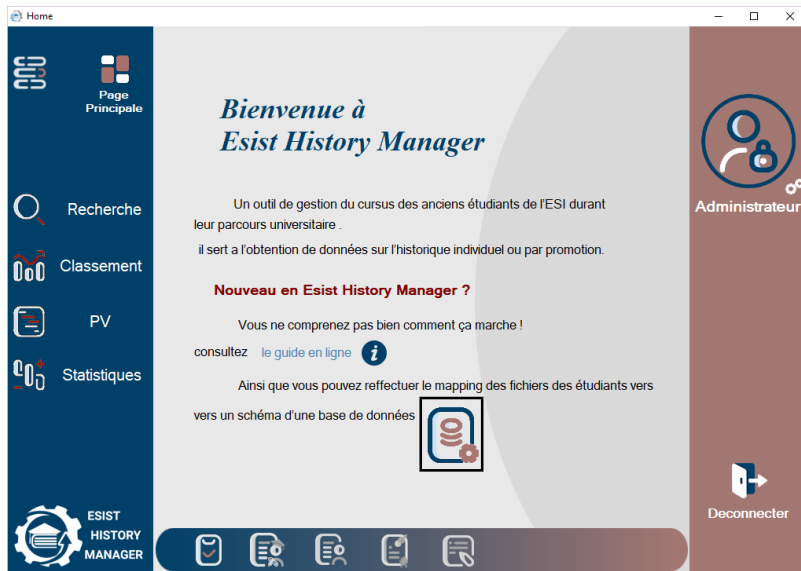 Home
Page
Principale
Recherche
Classement
PV
Statistiques
ESIST
HISTORY
MANAGER
Bienvenue à
Esist History Manager
Un outil de gestion du cursus des anciens étudiants de l'ESI durant
leur parcours universitaire .
il sert a l'obtention de données sur l'historique individuel ou par promotion.
Nouveau en Esist History Manager ?
Vous ne comprenez pas bien comment ça marche !
consultez le guide en ligne i
Ainsi que vous pouvez reffectuer le mapping des fichiers des étudiants vers
vers un schéma d'une base de données
Administrateur
Deconnecter